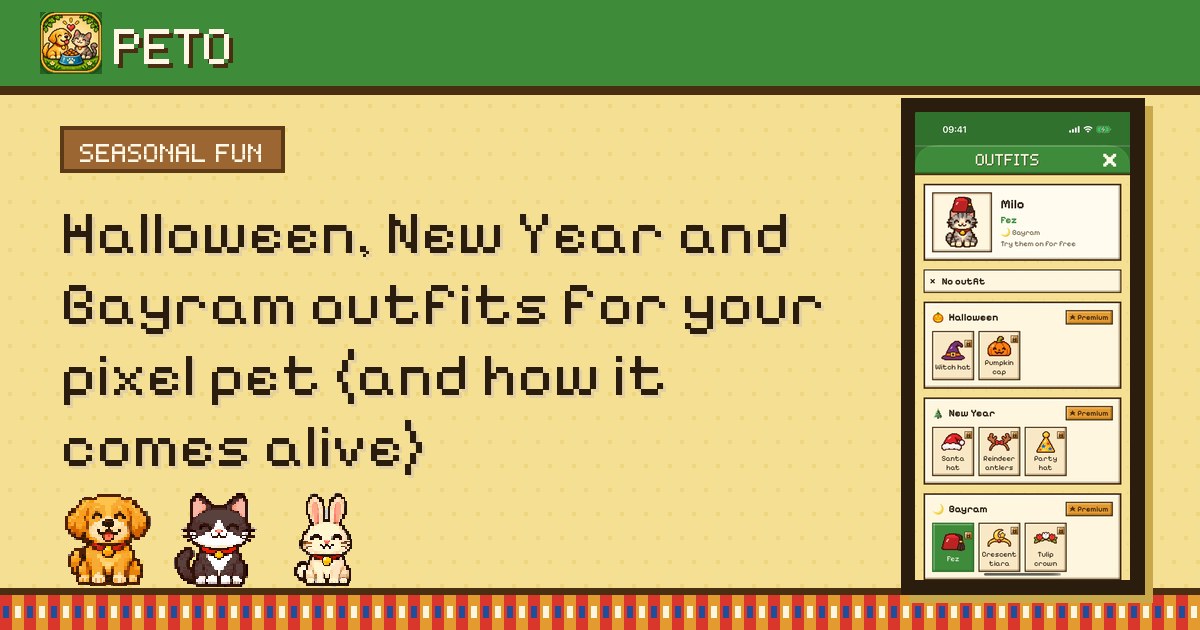 PETO
SEASONAL FUN
Halloween, New Year and
Bayram outfits for your
pixel pet (and how it
comes alive)
09:41
OUTFITS
Milo
Fez
Bayram
Try them on for free
× No outfit
Halloween
★ Premium
Witch hat
Pumpkin
cap
New Year
★ Premium
Santa
hat
Reindeer
antlers
Party
hat
Bayram
★ Premium
Fez
Crescent
tiara
Tulip
crown